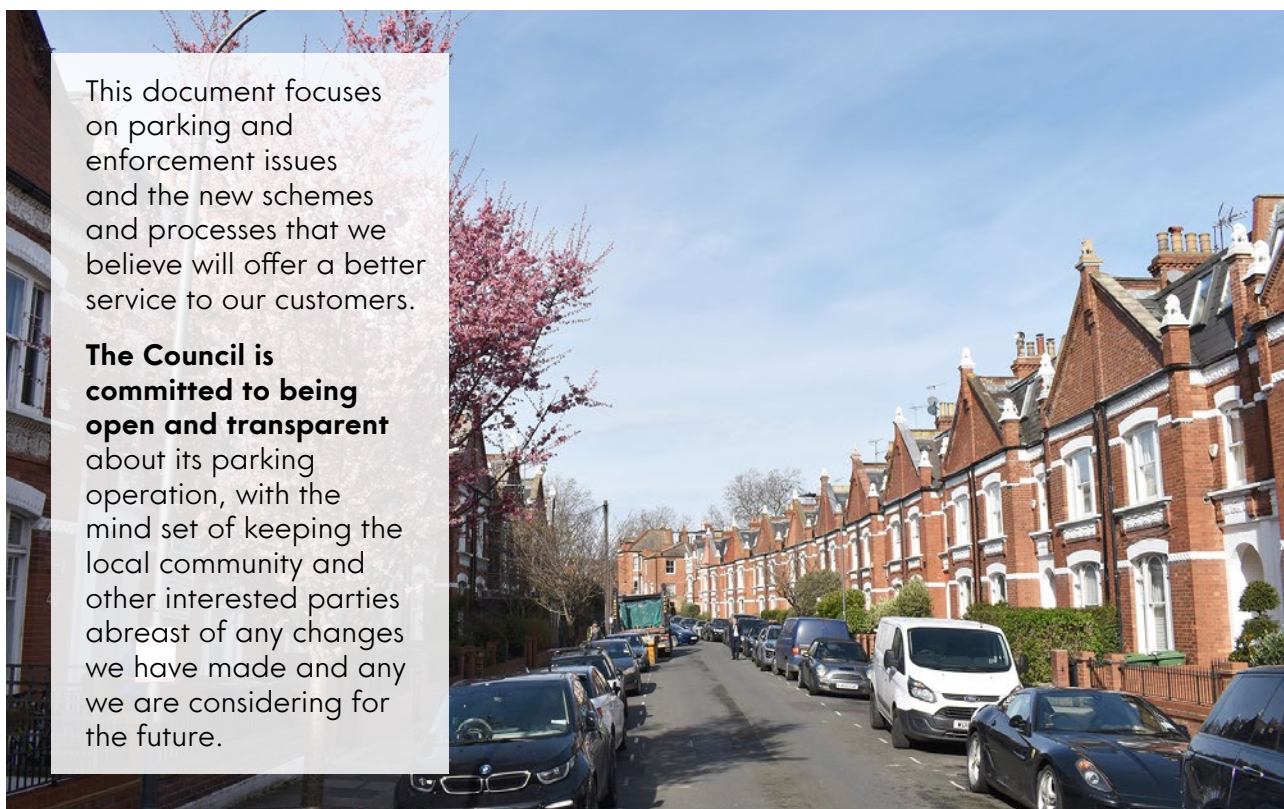 This document focuses
on parking and
enforcement issues
and the new schemes
and processes that we
believe will offer a better
service to our customers.
The Council is
committed to being
open and transparent
about its parking
operation, with the
mind set of keeping the
local community and
other interested parties
abreast of any changes
we have made and any
we are considering for
the future.